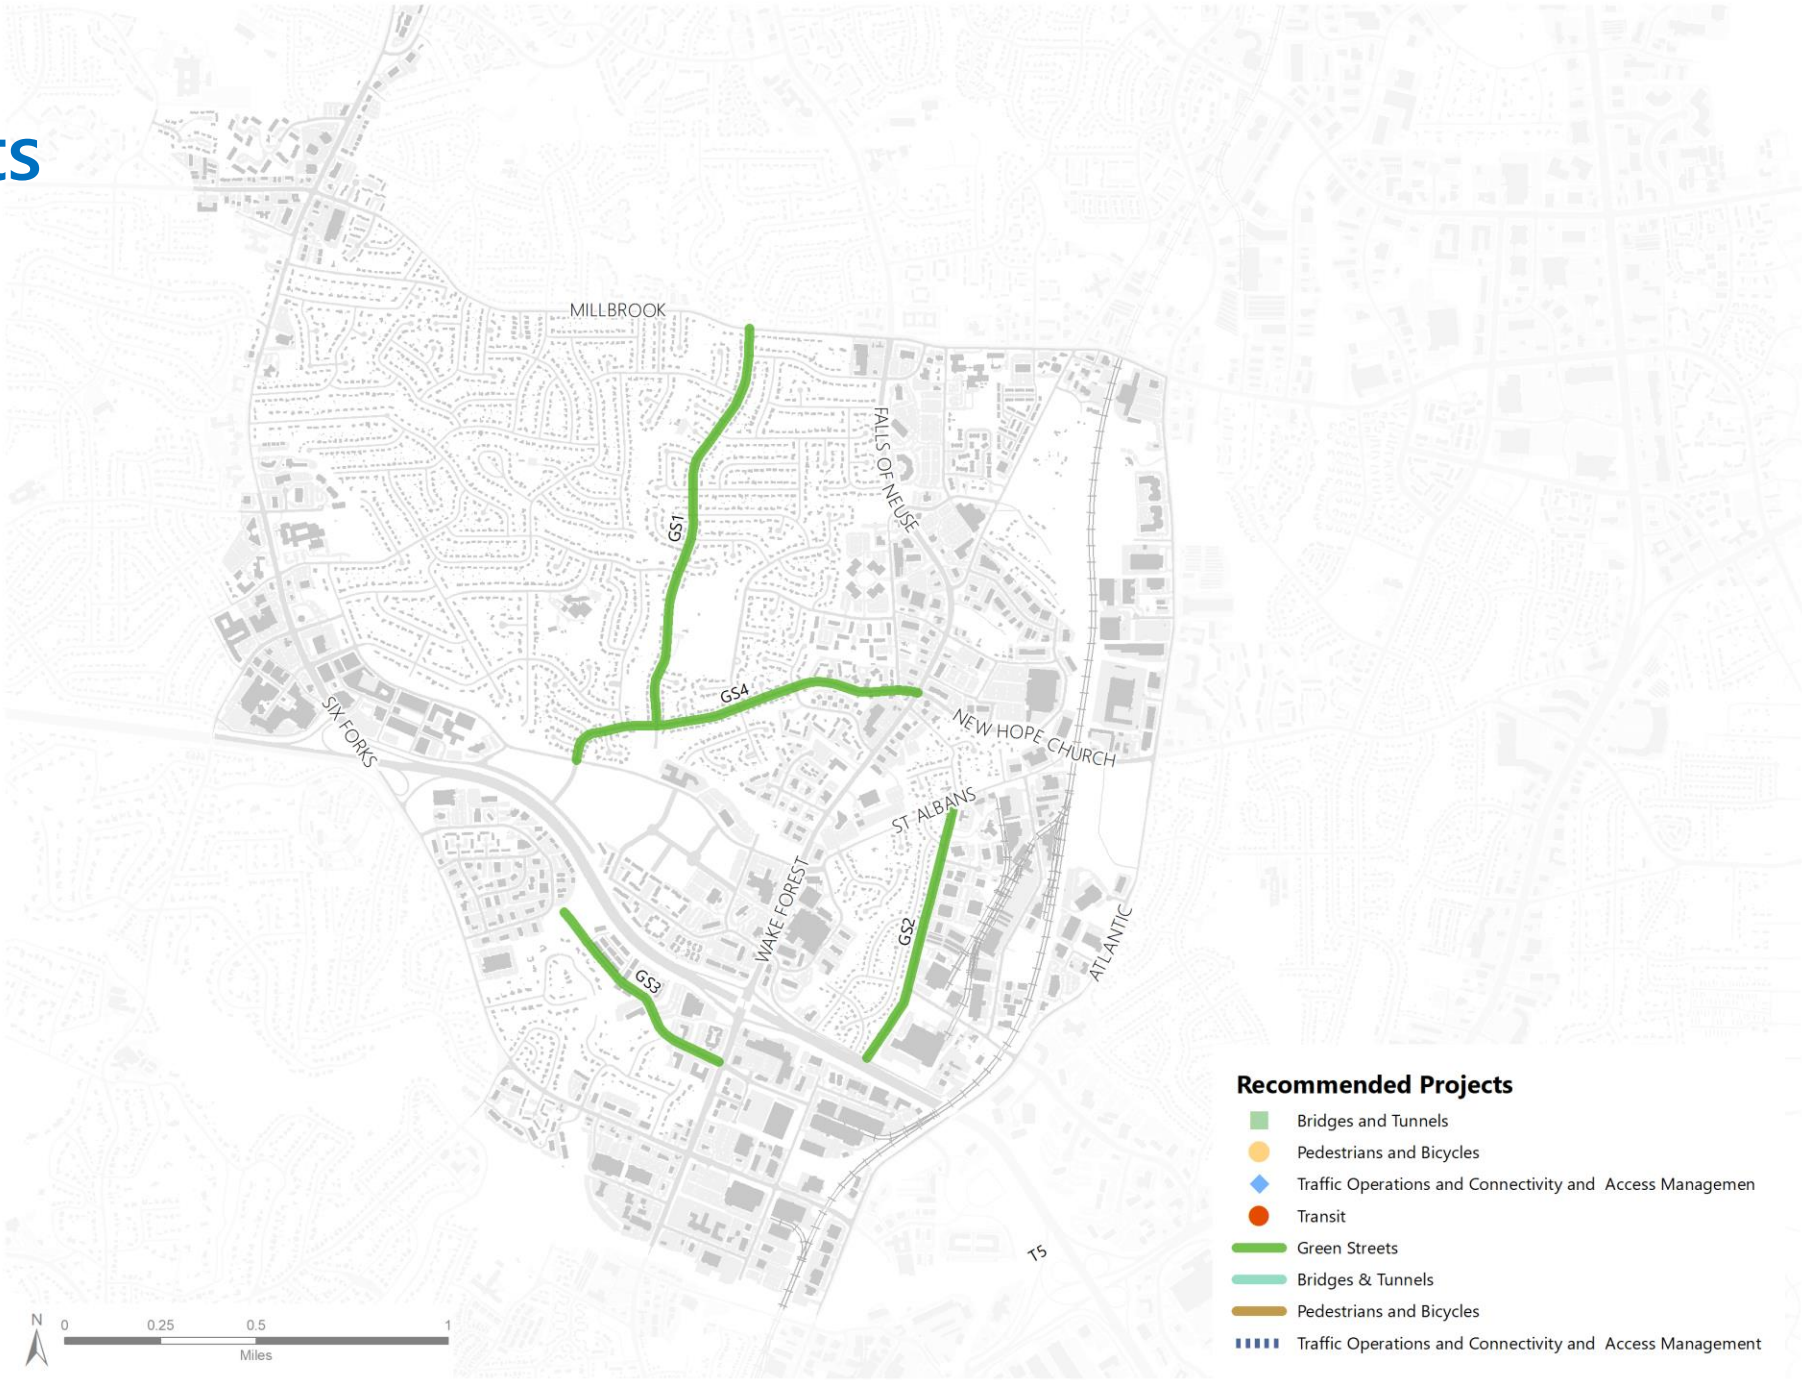 ts
MILLBROOK
FALLS OF NEUSE
GS1
GS4
SIX FORKS
NEW HOPE CHURCH
ST ALBANS
WAKE FOREST
GS2
ATLANTIC
GS3
T5
Recommended Projects
Bridges and Tunnels
Pedestrians and Bicycles
Traffic Operations and Connectivity and Access Managemen
Transit
Green Streets
Bridges & Tunnels
Pedestrians and Bicycles
Traffic Operations and Connectivity and Access Management
N
0 0.25 0.5 1
Miles